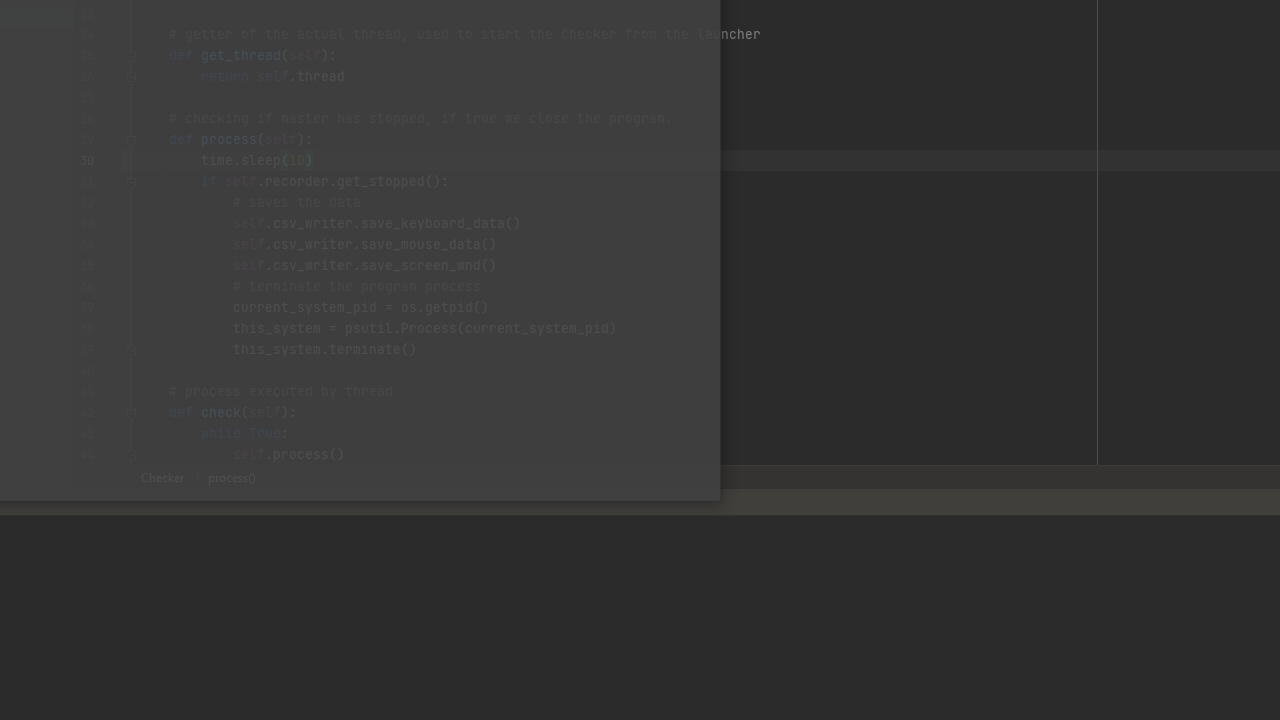 # getter of the actual thread, used to start the Checker from the launcher
def get_thread(self):
return self.thread
# checking if master has stopped, if true we close the program.
def process(self):
30 time.sleep(10)
if self.recorder.get_stopped():
# saves the data
self.csv_writer.save_keyboard_data()
self.csv_writer.save_mouse_data()
self.csv_writer.save_screen_wnd()
# terminate the program process
current_system_pid = os.getpid()
this_system = psutil.Process(current_system_pid)
this_system.terminate()
# process executed by thread
def check(self):
while True:
self.process()
Checker process()